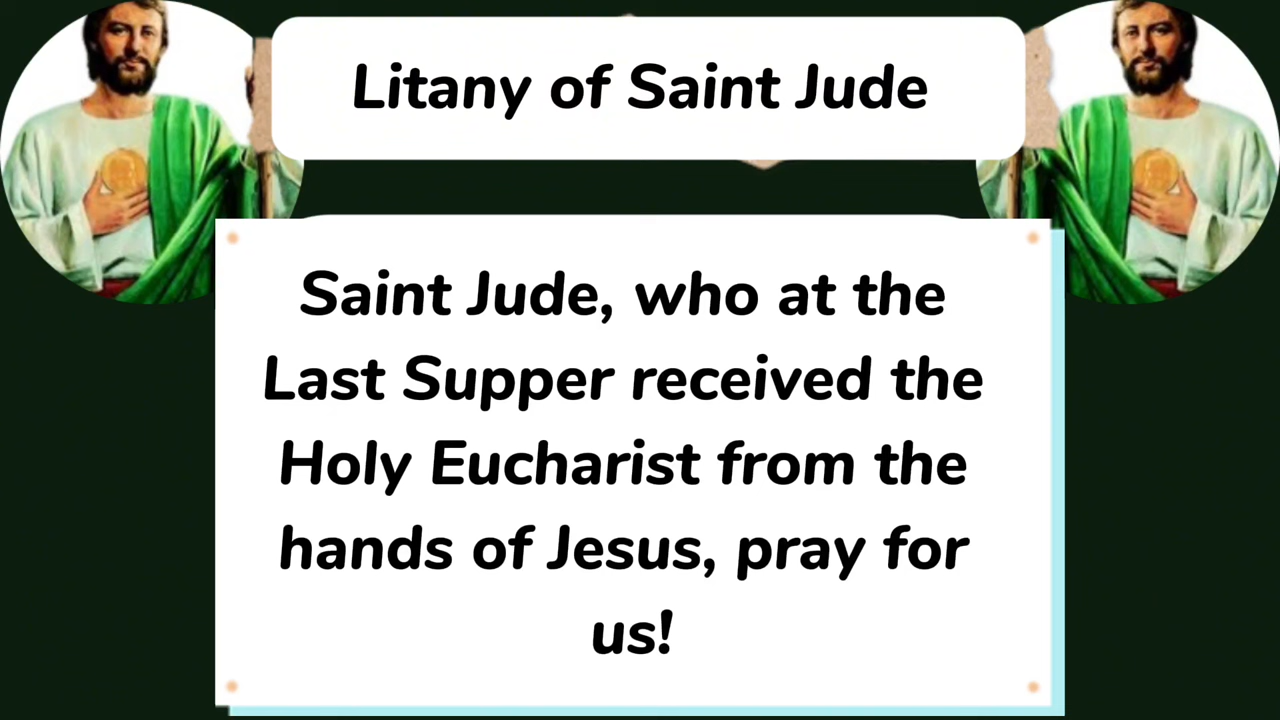 Litany of Saint Jude
Saint Jude, who at the
Last Supper received the
Holy Eucharist from the
hands of Jesus, pray for
us!